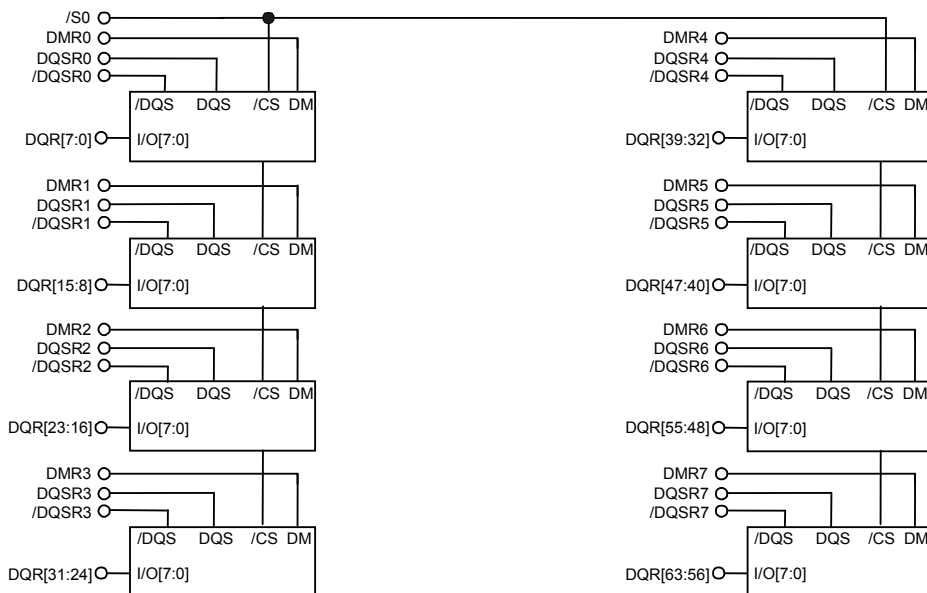 /S0
DMR0
DQSR0
/DQSR0
/DQS DQS /CS DM
DQR[7:0] I/O[7:0]
DMR1
DQSR1
/DQSR1
/DQS DQS /CS DM
DQR[15:8] I/O[7:0]
DMR2
DQSR2
/DQSR2
/DQS DQS /CS DM
DQR[23:16] I/O[7:0]
DMR3
DQSR3
/DQSR3
/DQS DQS /CS DM
DQR[31:24] I/O[7:0]
DMR4
DQSR4
/DQSR4
/DQS DQS /CS DM
DQR[39:32] I/O[7:0]
DMR5
DQSR5
/DQSR5
/DQS DQS /CS DM
DQR[47:40] I/O[7:0]
DMR6
DQSR6
/DQSR6
/DQS DQS /CS DM
DQR[55:48] I/O[7:0]
DMR7
DQSR7
/DQSR7
/DQS DQS /CS DM
DQR[63:56] I/O[7:0]